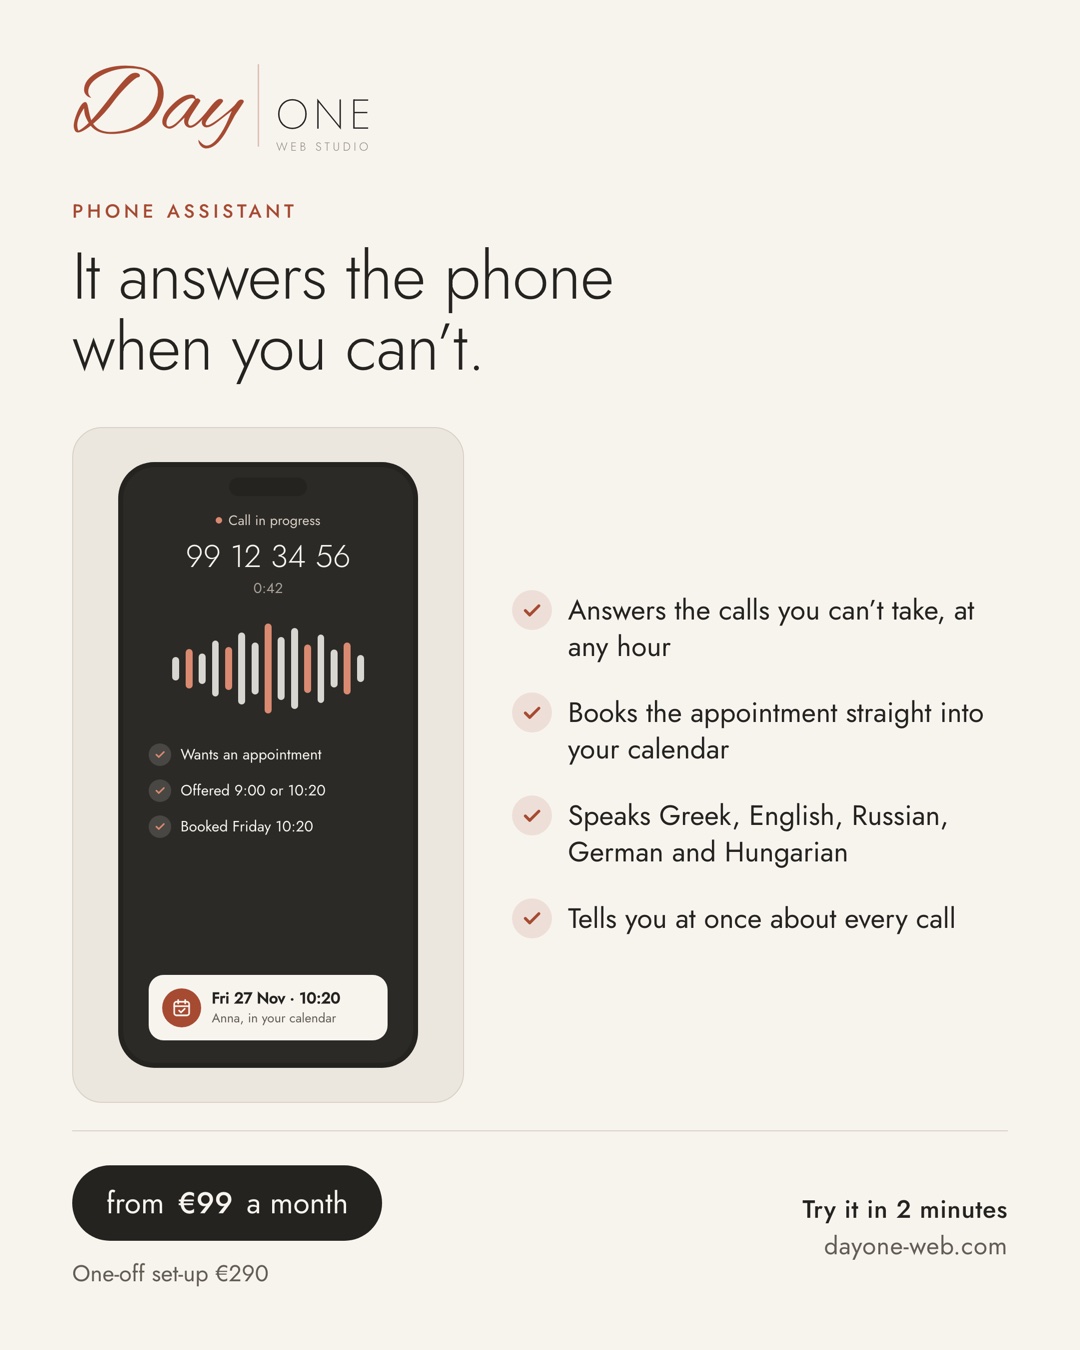 Day ONE
WEB STUDIO
PHONE ASSISTANT
It answers the phone
when you can’t.
Call in progress
99 12 34 56
0:42
Wants an appointment
Offered 9:00 or 10:20
Booked Friday 10:20
Fri 27 Nov · 10:20
Anna, in your calendar
Answers the calls you can’t take, at
any hour
Books the appointment straight into
your calendar
Speaks Greek, English, Russian,
German and Hungarian
Tells you at once about every call
from €99 a month
One-off set-up €290
Try it in 2 minutes
dayone-web.com